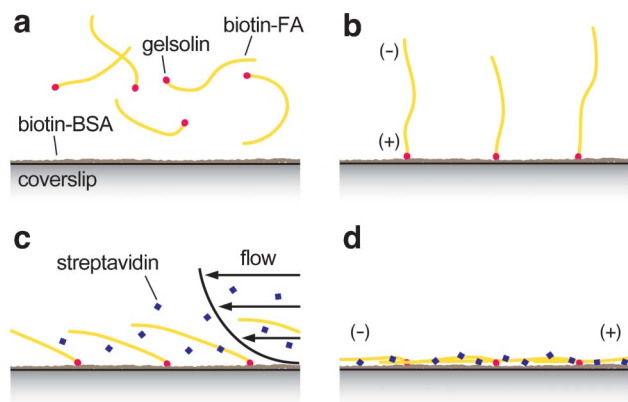 a
biotin-FA
gelsolin
biotin-BSA
coverslip
b
(-)
(+)
c
streptavidin
flow
d
(-)
(+)